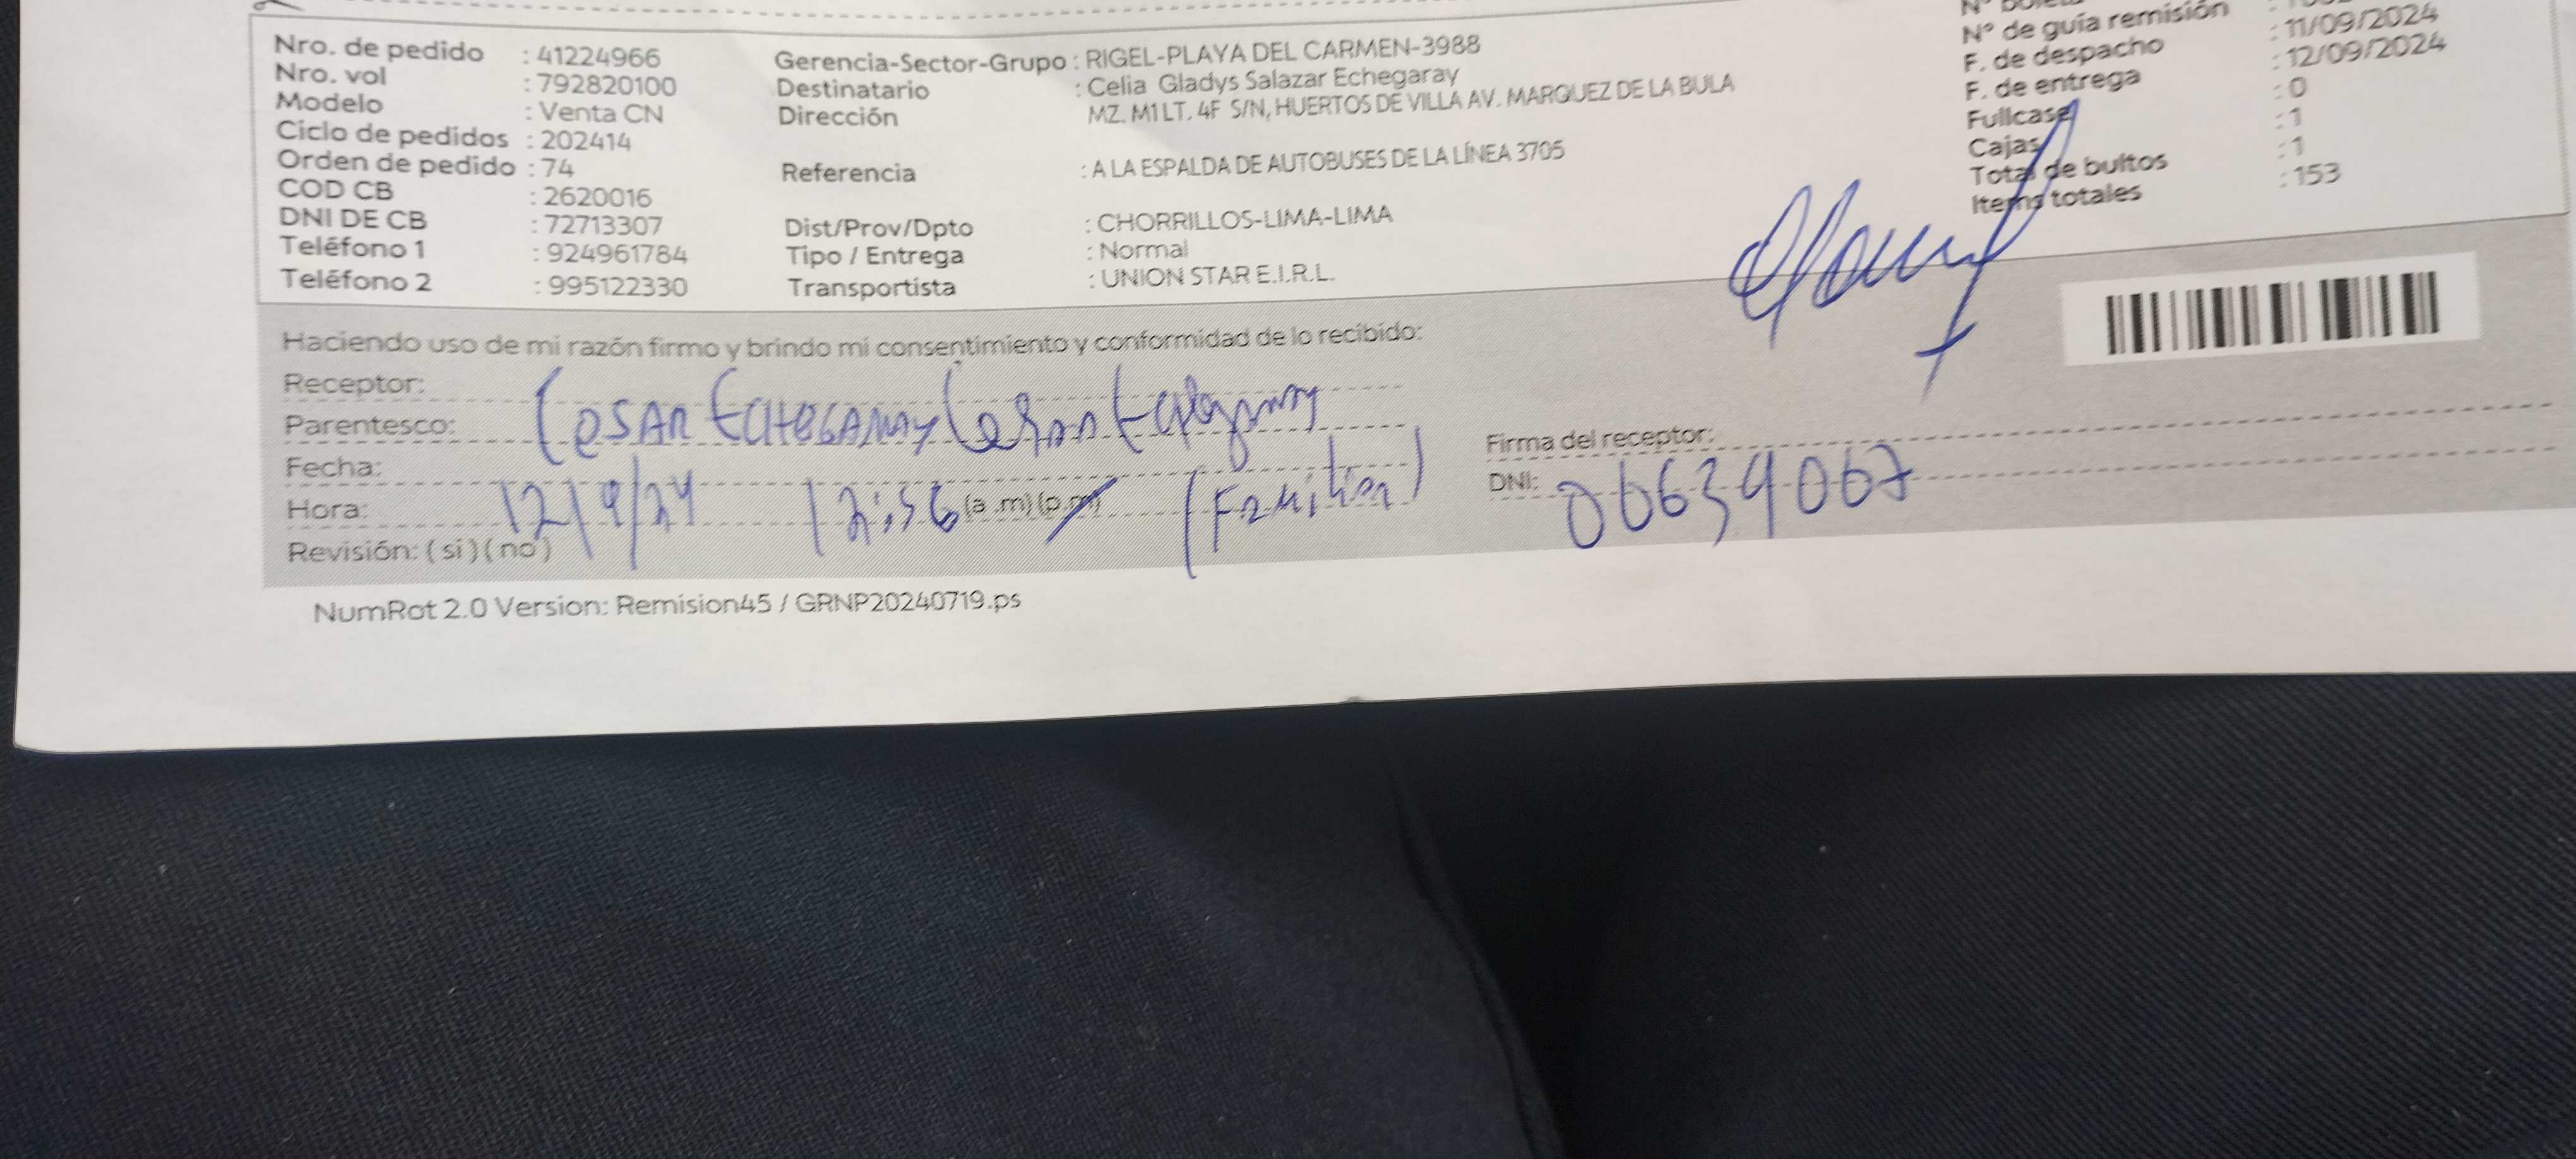 Nro. de pedido : 41224966
Nro. vol : 792820100
Modelo : Venta CN
Ciclo de pedidos : 202414
Orden de pedido : 74
COD CB : 2620016
DNI DE CB : 72713307
Teléfono 1 : 924961784
Teléfono 2 : 995122330
Gerencia-Sector-Grupo : RIGEL-PLAYA DEL CARMEN-3988
Destinatario : Celia Gladys Salazar Echegaray
Dirección MZ. M1 LT. 4F S/N, HUERTOS DE VILLA AV. MARQUEZ DE LA BULA
Referencia : A LA ESPALDA DE AUTOBUSES DE LA LÍNEA 3705
Dist/Prov/Dpto : CHORRILLOS-LIMA-LIMA
Tipo / Entrega : Normal
Transportista : UNION STAR E.I.R.L.
N° de guía remisión
F. de despacho : 11/09/2024
F. de entrega : 12/09/2024
Fullcase : 0
Cajas : 1
Total de bultos : 1
Items totales : 153
Haciendo uso de mi razón firmo y brindo mi consentimiento y conformidad de lo recibido:
Receptor:
Parentesco: CESAR ECHEGARAY
Fecha:
Hora: 12/9/24 12:56 (a.m)(p.m) (Familiar)
Revisión: (si)(no)
Firma del receptor:
DNI: 00639067
NumRot 2.0 Version: Remision45 / GRNP20240719.ps